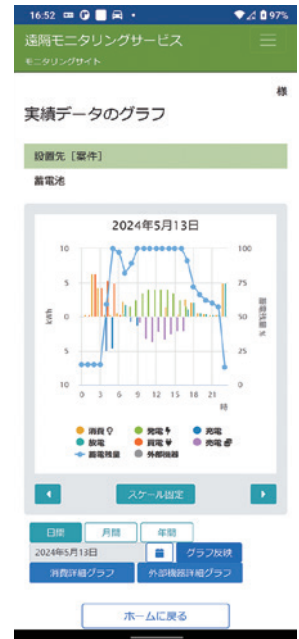 16:52 97%
遠隔モニタリングサービス
モニタリングサイト
様
実績データのグラフ
設置先［案件］
蓄電池
2024年5月13日
10 100
5 75
kWh 0 50 蓄電残量 %
5 25
10 0
0 3 6 9 12 15 18 21
時
消費 発電 充電
放電 買電 売電
蓄電残量 外部機器
スケール固定
日間 月間 年間
2024年5月13日 グラフ反映
消費詳細グラフ 外部機器詳細グラフ
ホームに戻る